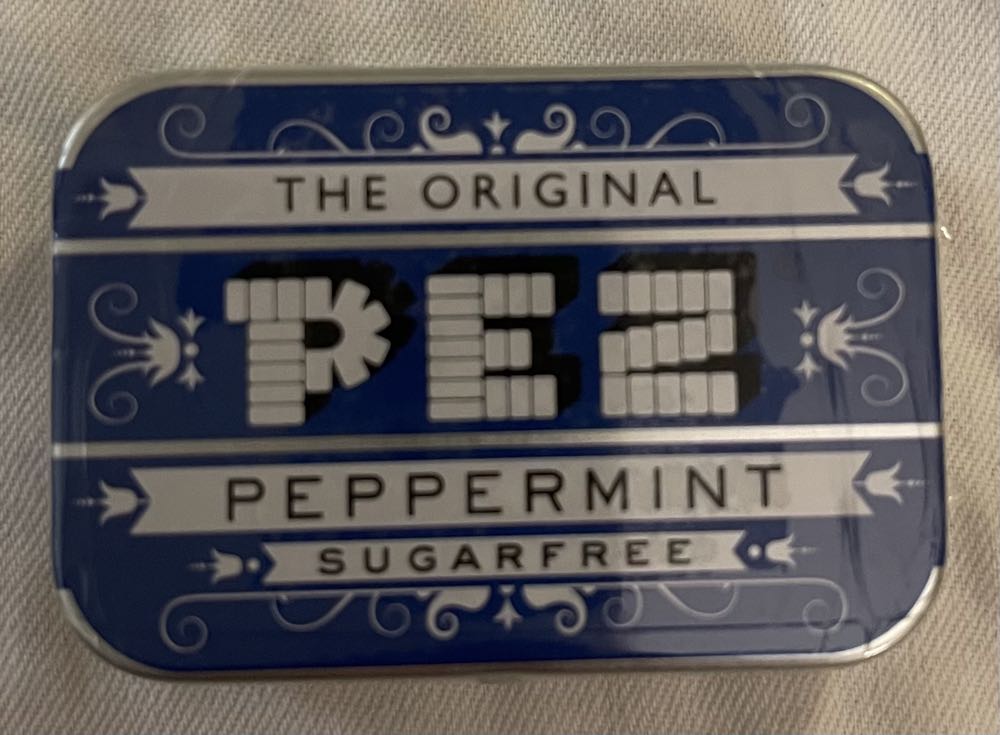 THE ORIGINAL
PEZ
PEPPERMINT
SUGARFREE